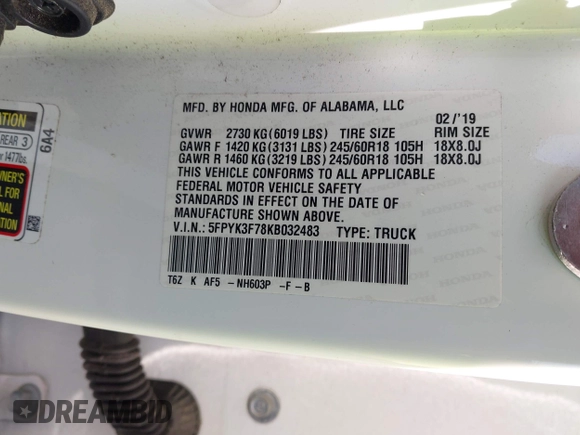 ATION
REAR 3
1477lbs.
WNER'S
6A4
MFD. BY HONDA MFG. OF ALABAMA, LLC
02/'19
GVWR 2730 KG(6019 LBS) TIRE SIZE RIM SIZE
GAWR F 1420 KG(3131 LBS)245/60R18 105H 18X8.0J
GAWR R 1460 KG(3219 LBS)245/60R18 105H 18X8.0J
THIS VEHICLE CONFORMS TO ALL APPLICABLE
FEDERAL MOTOR VEHICLE SAFETY
STANDARDS IN EFFECT ON THE DATE OF
MANUFACTURE SHOWN ABOVE.
V.I.N.: 5FPYK3F78KB032483 TYPE: TRUCK
T6Z K AF5 -NH603P -F-B
DREAMBID